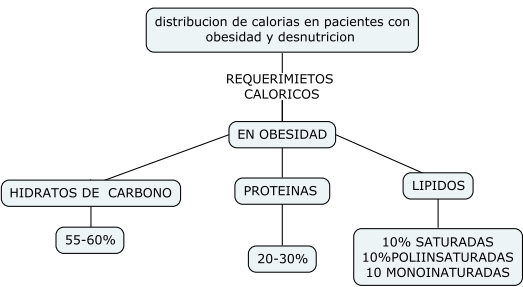 distribucion de calorias en pacientes con
obesidad y desnutricion
REQUERIMIETOS
CALORICOS
EN OBESIDAD
HIDRATOS DE CARBONO
PROTEINAS
LIPIDOS
55-60%
20-30%
10% SATURADAS
10%POLIINSATURADAS
10 MONOINATURADAS